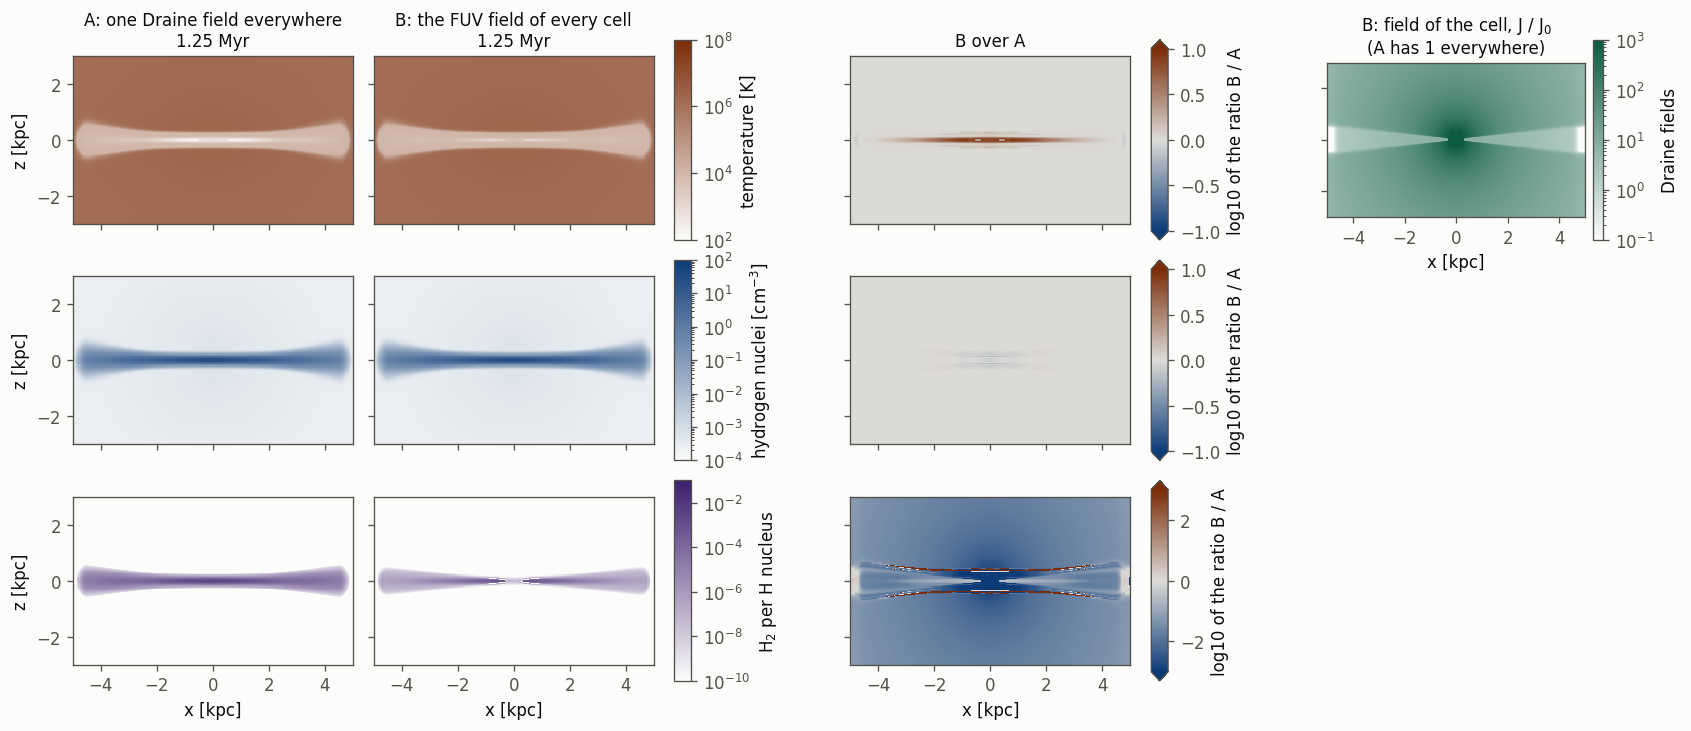 A: one Draine field everywhere
1.25 Myr
B: the FUV field of every cell
1.25 Myr
B over A
B: field of the cell, J / J₀
(A has 1 everywhere)
z [kpc]
2
0
−2
10⁸
10⁶
10⁴
10²
temperature [K]
1.0
0.5
0.0
−0.5
−1.0
log10 of the ratio B / A
10³
10²
10¹
10⁰
10⁻¹
Draine fields
−4
−2
0
2
4
x [kpc]
z [kpc]
2
0
−2
10²
10¹
10⁰
10⁻¹
10⁻²
10⁻³
10⁻⁴
hydrogen nuclei [cm⁻³]
1.0
0.5
0.0
−0.5
−1.0
log10 of the ratio B / A
z [kpc]
2
0
−2
10⁻²
10⁻⁴
10⁻⁶
10⁻⁸
10⁻¹⁰
H₂ per H nucleus
2
0
−2
log10 of the ratio B / A
−4 −2 0 2 4
x [kpc]
−4 −2 0 2 4
x [kpc]
−4 −2 0 2 4
x [kpc]